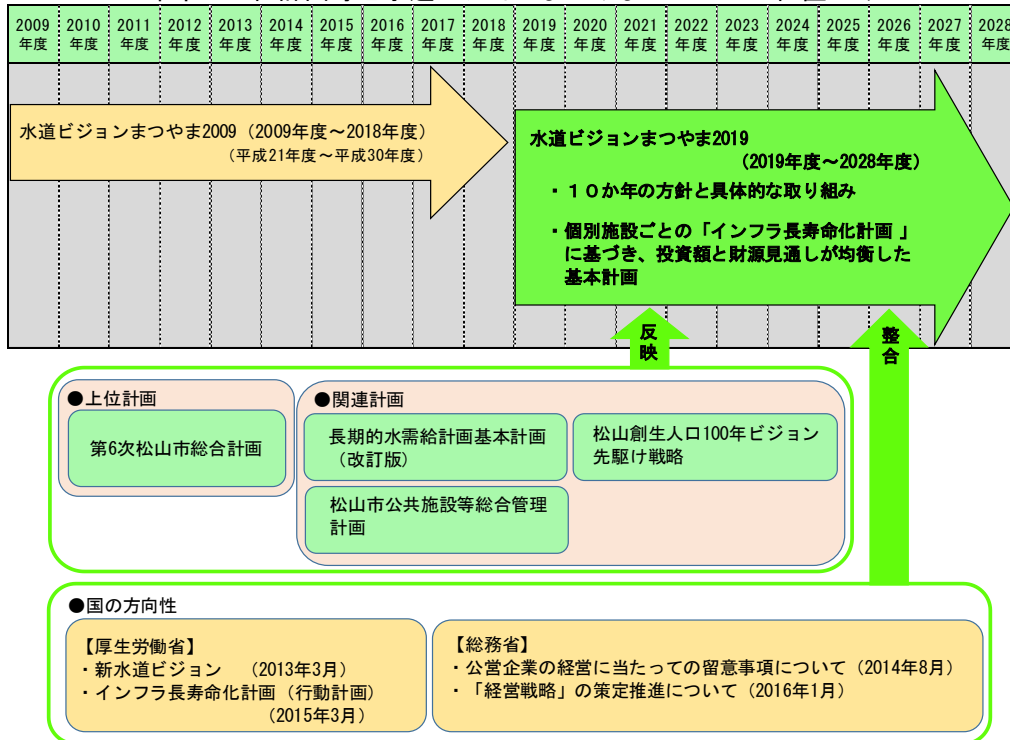 2009 2010 2011 2012 2013 2014 2015 2016 2017 2018 2019 2020 2021 2022 2023 2024 2025 2026 2027 2028
年度 年度 年度 年度 年度 年度 年度 年度 年度 年度 年度 年度 年度 年度 年度 年度 年度 年度 年度 年度
水道ビジョンまつやま2009（2009年度～2018年度）
（平成21年度～平成30年度）
水道ビジョンまつやま2019
（2019年度～2028年度）
・１０か年の方針と具体的な取り組み
・個別施設ごとの「インフラ長寿命化計画 」
に基づき、投資額と財源見通しが均衡した
基本計画
反映
整合
●上位計画
第6次松山市総合計画
●関連計画
長期的水需給計画基本計画
（改訂版）
松山創生人口100年ビジョン
先駆け戦略
松山市公共施設等総合管理
計画
●国の方向性
【厚生労働省】
・新水道ビジョン　（2013年3月）
・インフラ長寿命化計画（行動計画）
（2015年3月）
【総務省】
・公営企業の経営に当たっての留意事項について（2014年8月）
・「経営戦略」の策定推進について（2016年1月）